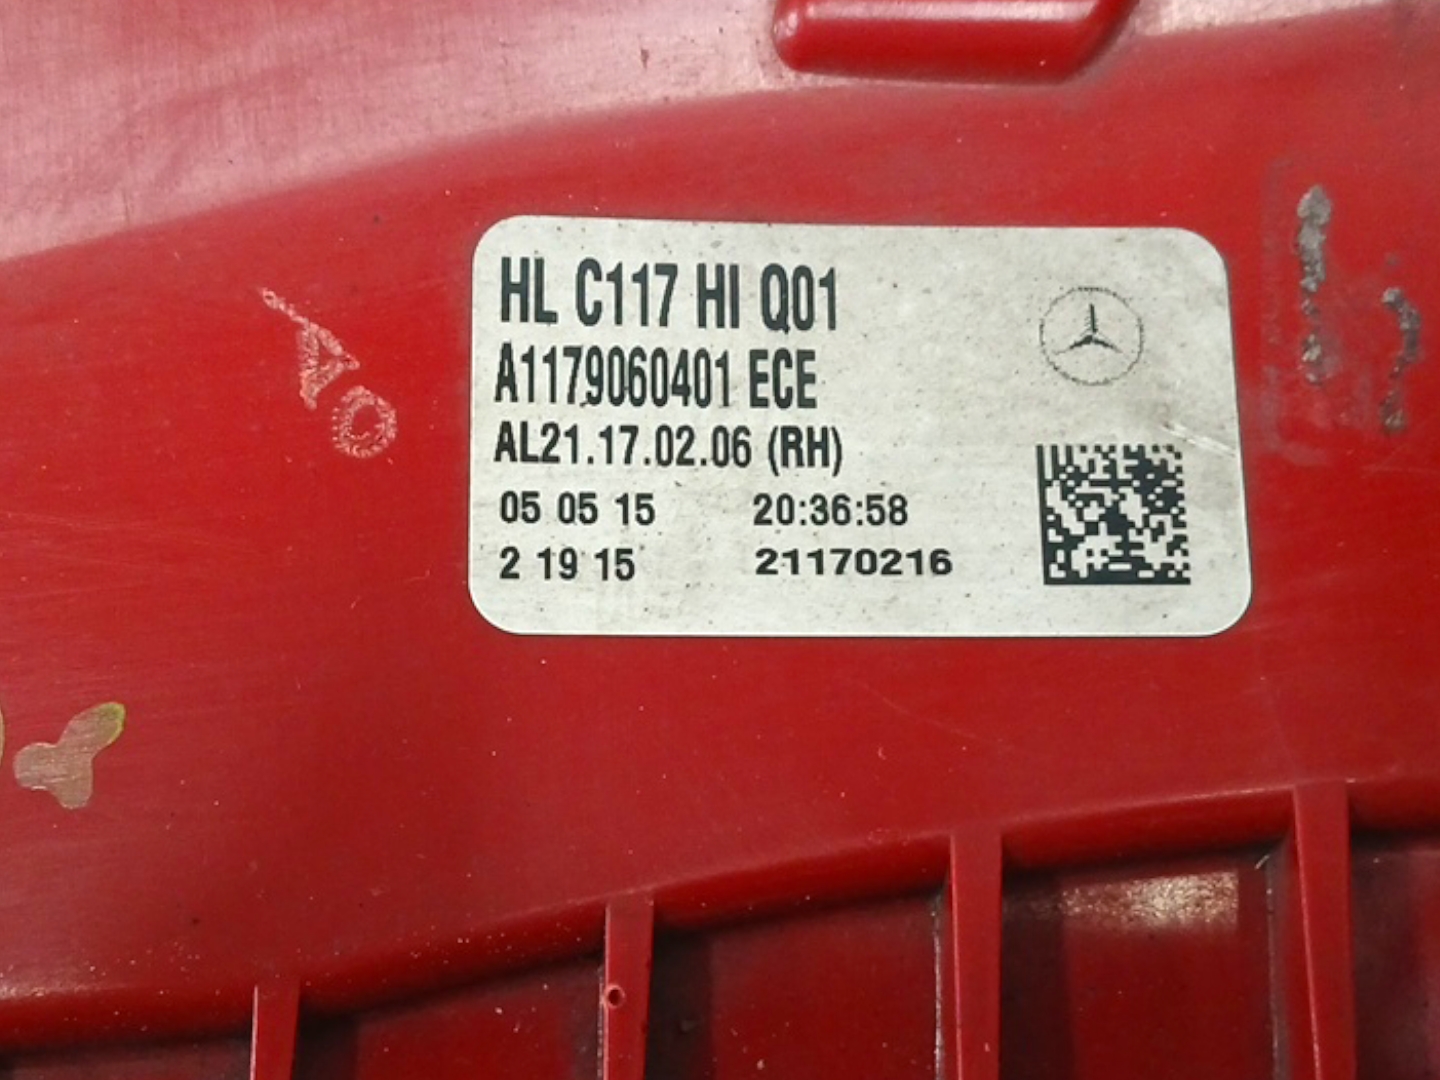 HL C117 HI Q01
A1179060401 ECE
AL21.17.02.06 (RH)
05 05 15 20:36:58
2 19 15 21170216